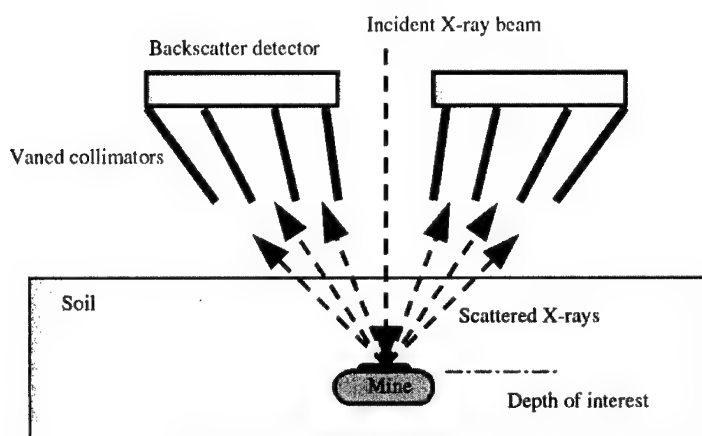 Incident X-ray beam
Backscatter detector
Vaned collimators
Soil
Scattered X-rays
Mine
Depth of interest